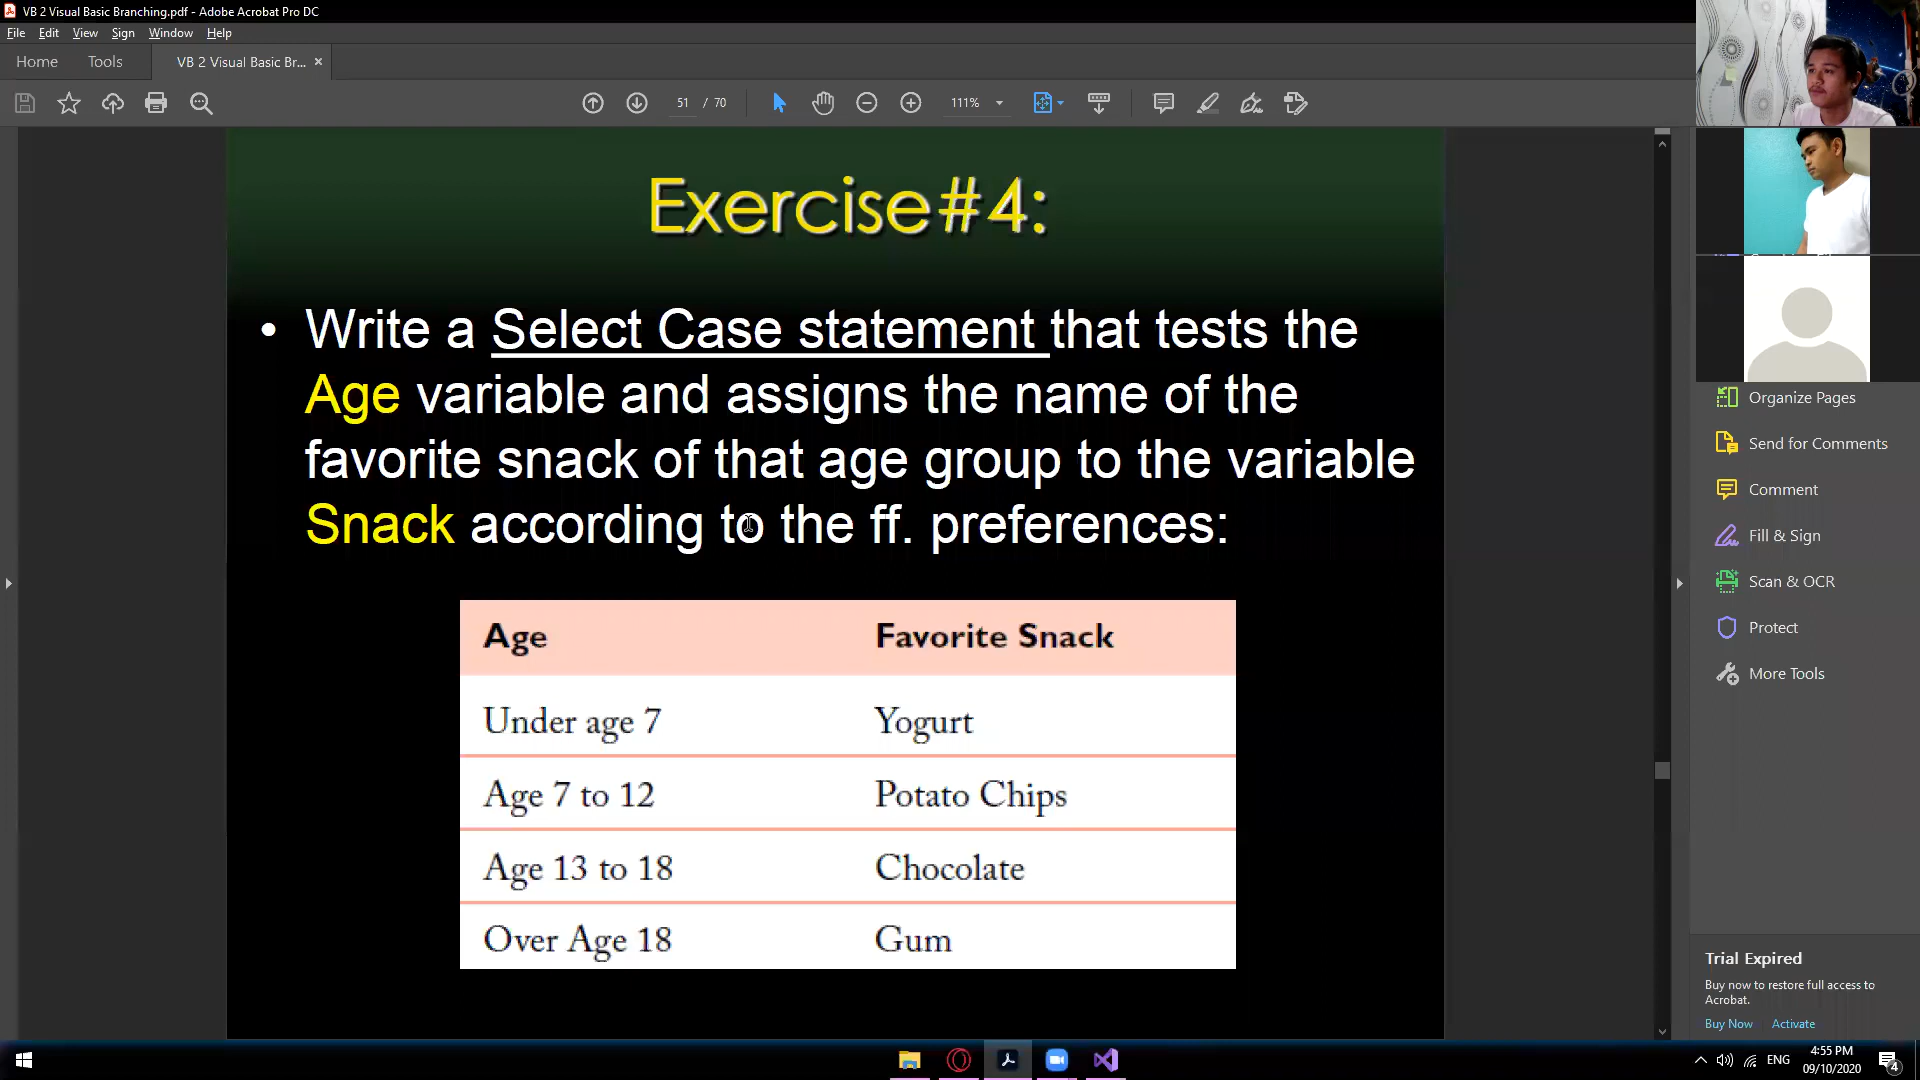 VB 2 Visual Basic Branching.pdf - Adobe Acrobat Pro DC
File Edit View Sign Window Help
Home Tools VB 2 Visual Basic Br... ×
51 / 70 111%
Exercise#4:
• Write a Select Case statement that tests the
Age variable and assigns the name of the
favorite snack of that age group to the variable
Snack according to the ff. preferences:
Age Favorite Snack
Under age 7 Yogurt
Age 7 to 12 Potato Chips
Age 13 to 18 Chocolate
Over Age 18 Gum
Organize Pages
Send for Comments
Comment
Fill & Sign
Scan & OCR
Protect
More Tools
Trial Expired
Buy now to restore full access to
Acrobat.
Buy Now Activate
ENG
4:55 PM
09/10/2020
4